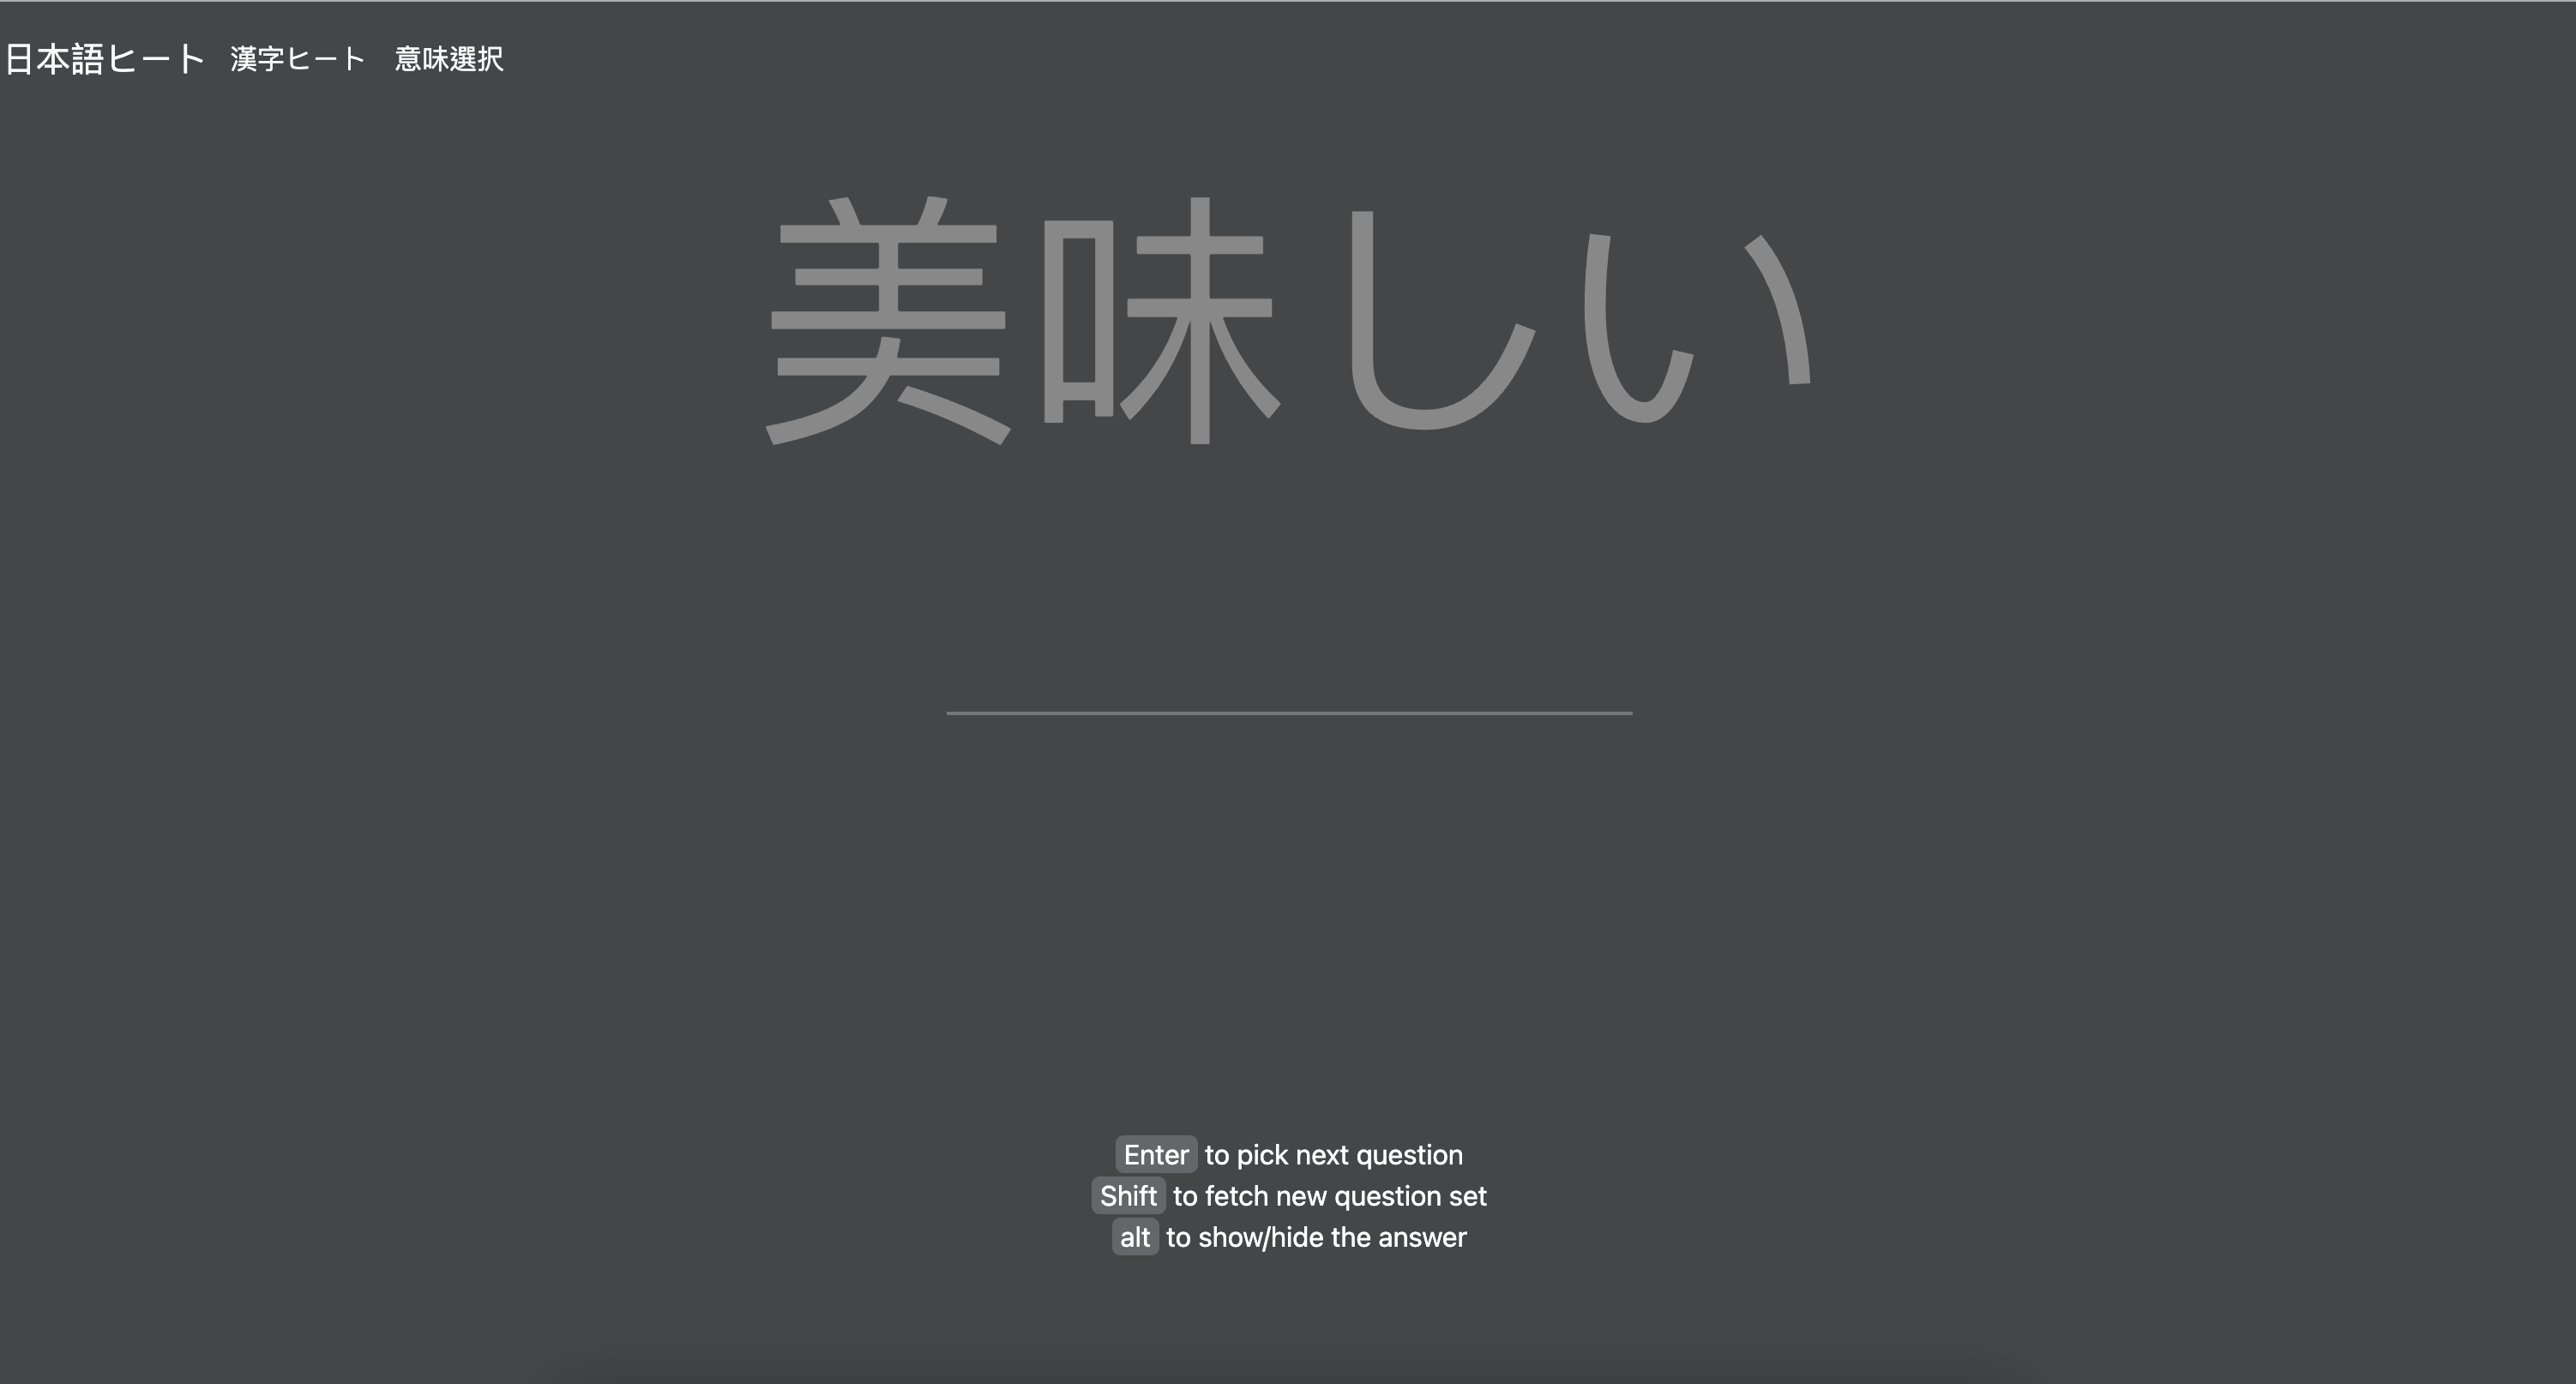 日本語ヒート 漢字ヒート 意味選択
美味しい
Enter to pick next question
Shift to fetch new question set
alt to show/hide the answer